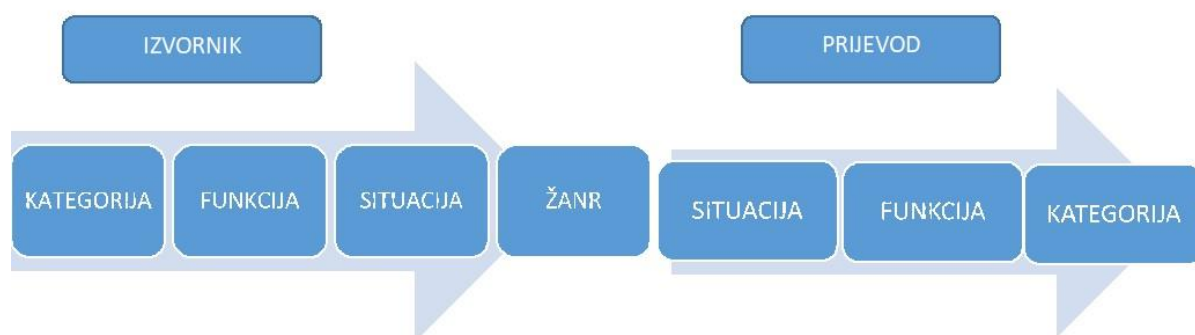 IZVORNIK
PRIJEVOD
KATEGORIJA
FUNKCIJA
SITUACIJA
ŽANR
SITUACIJA
FUNKCIJA
KATEGORIJA